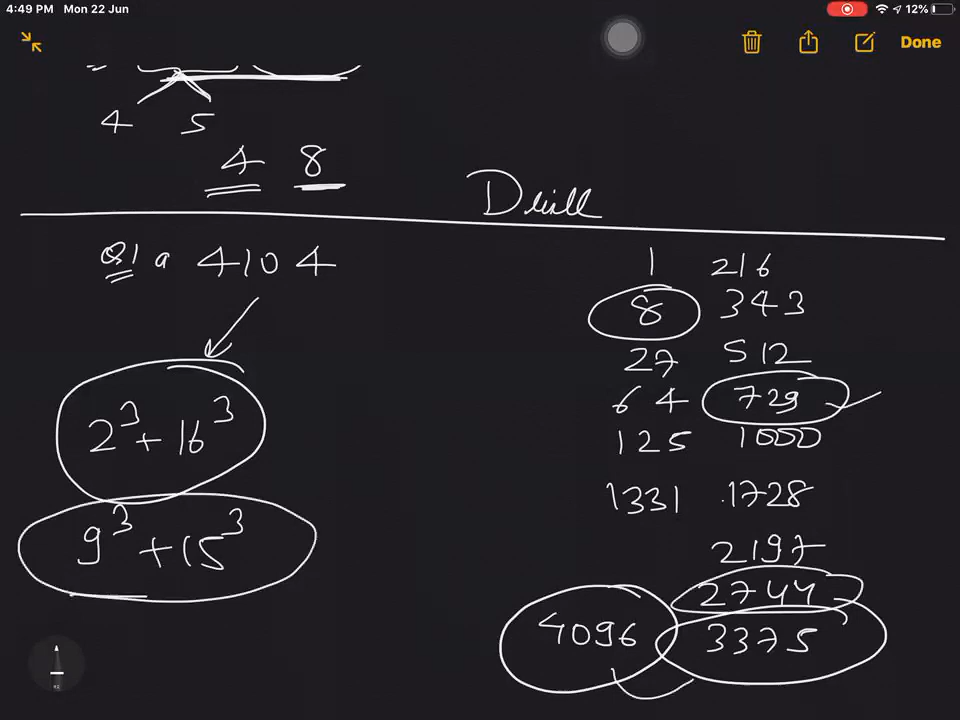 4:49 PM Mon 22 Jun 12%
Done
4 5
4 8
Drill
Q1 a 4104
2³ + 16³
9³ + 15³
1 216
8 343
27 512
64 729
125 1000
1331 1728
2197
2744
4096 3375